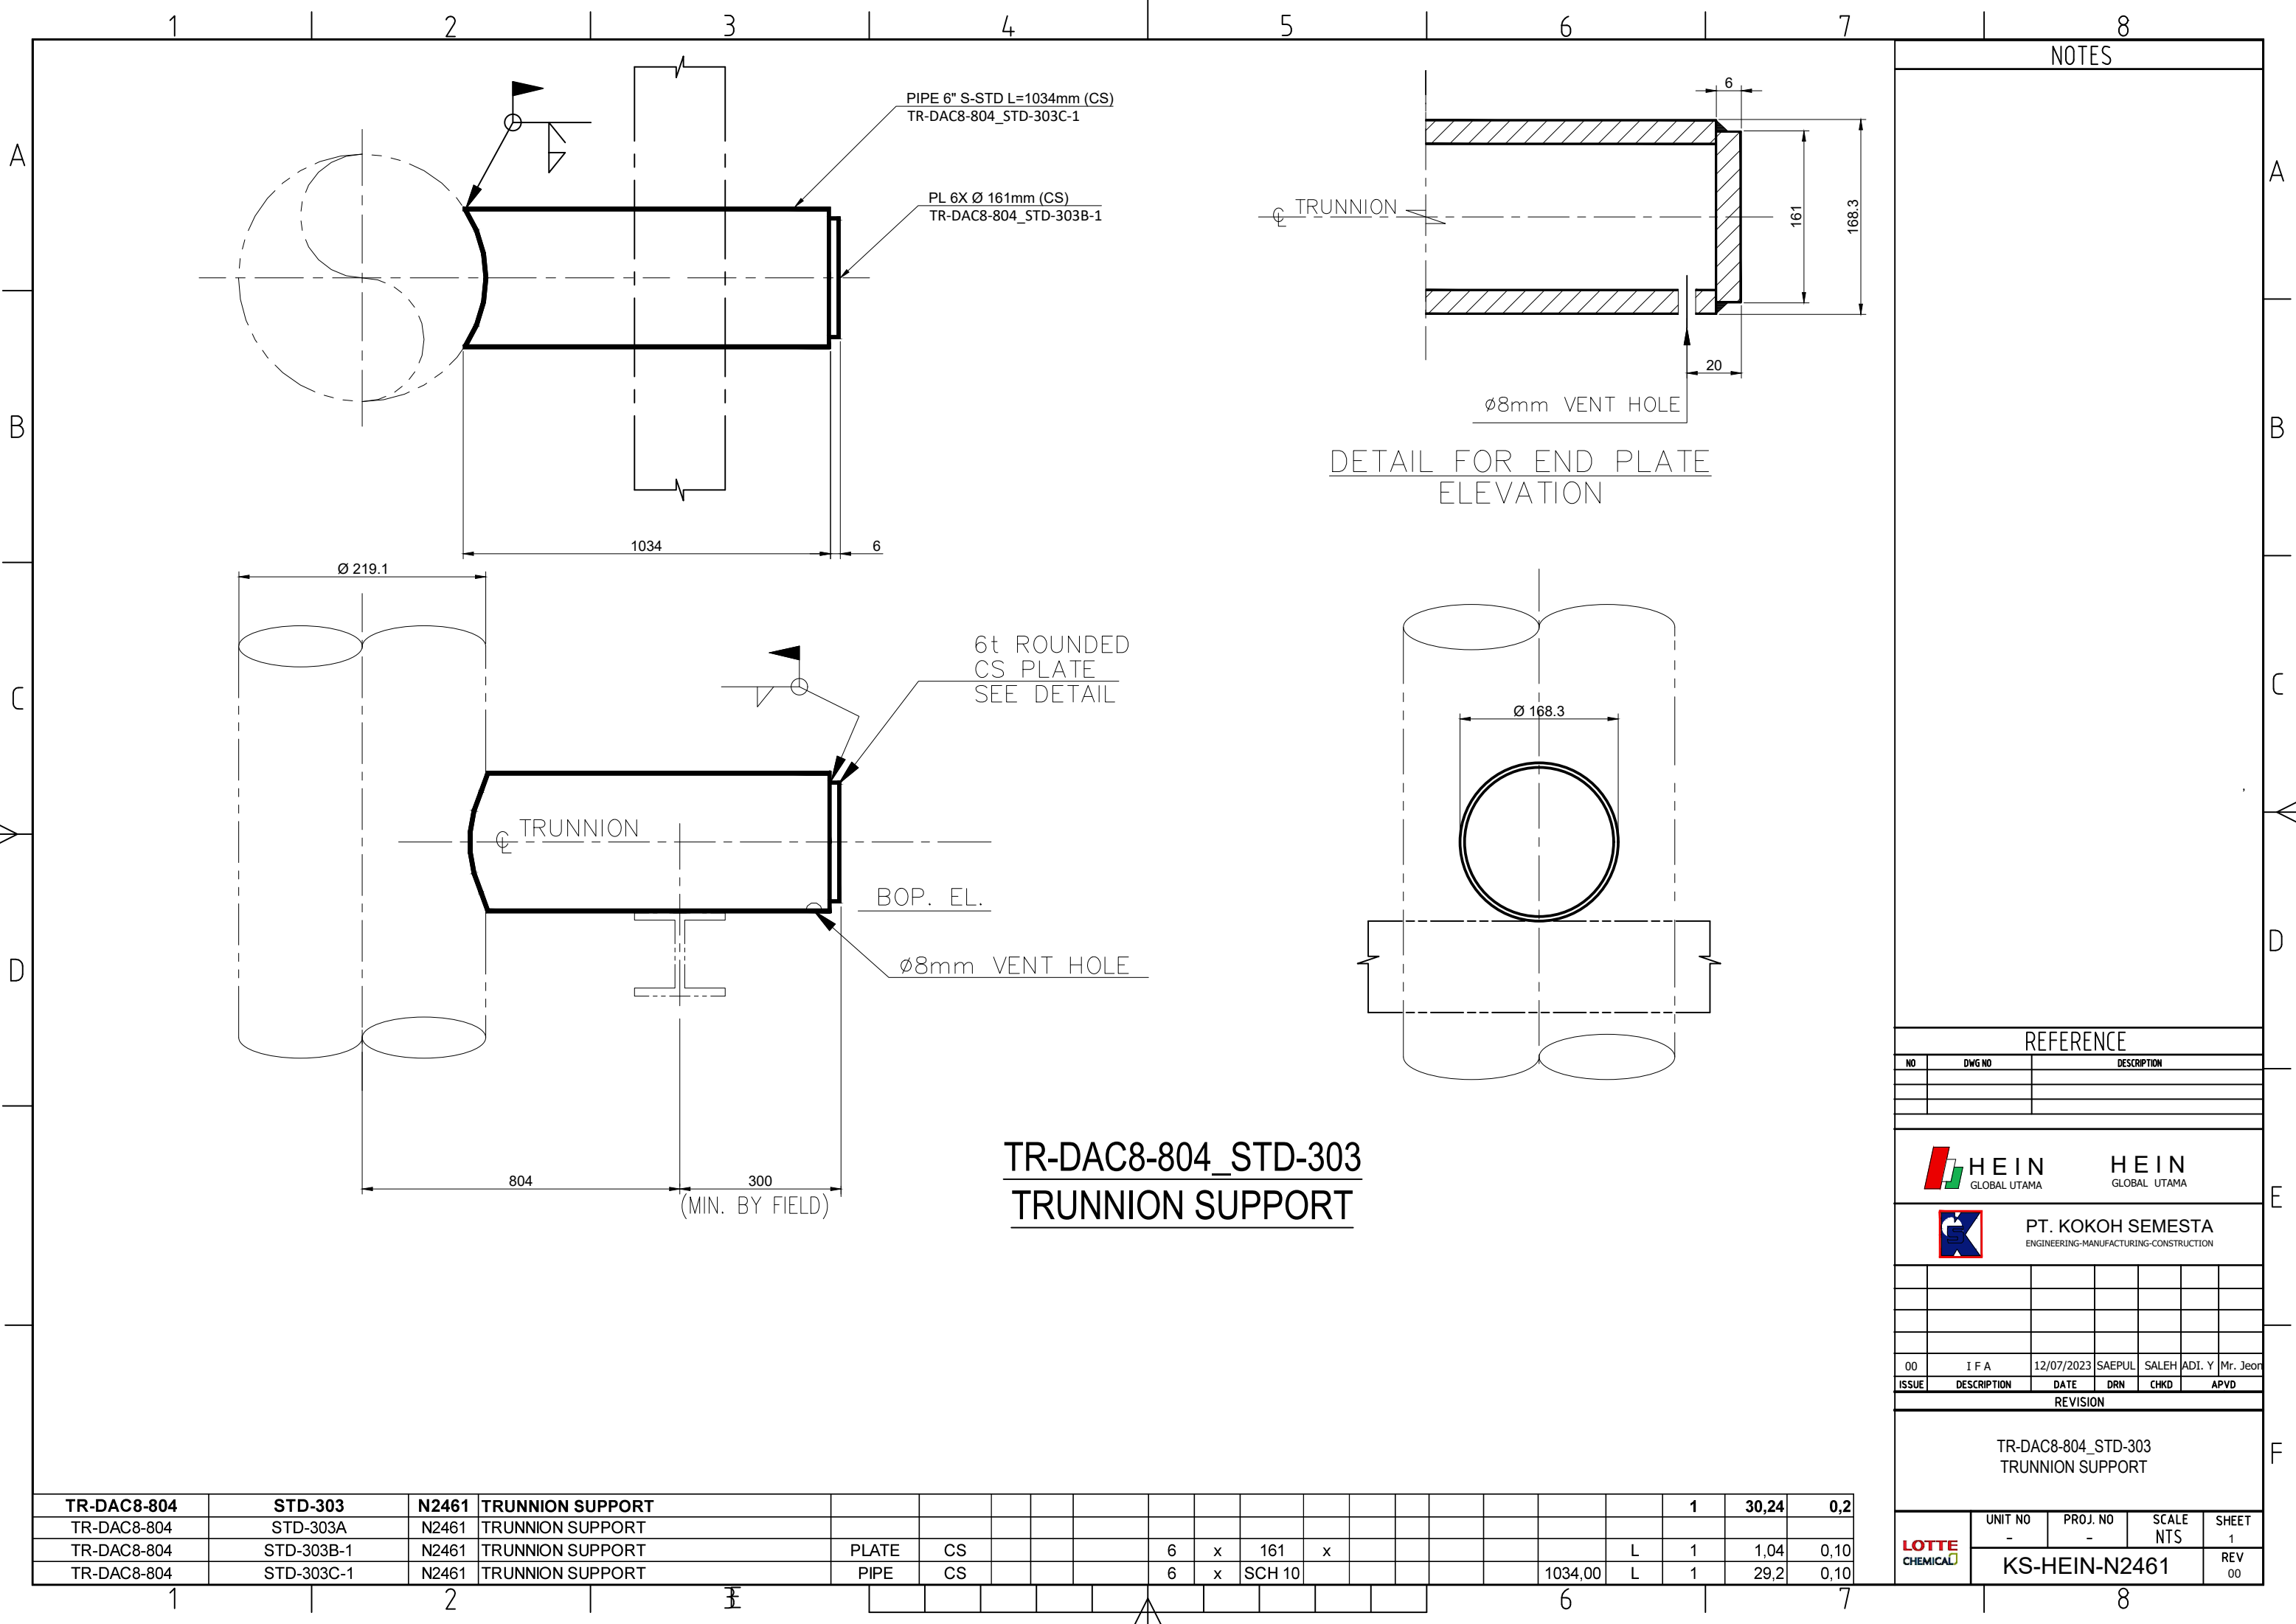 1 2 3 4 5 6 7 8
NOTES
A
B
C
D
A
B
C
D
E
F
PIPE 6" S-STD L=1034mm (CS)
TR-DAC8-804_STD-303C-1
PL 6X Ø 161mm (CS)
TR-DAC8-804_STD-303B-1
1034
6
6
161
168.3
20
℄ TRUNNION
Ø8mm VENT HOLE
DETAIL FOR END PLATE
ELEVATION
Ø 219.1
6t ROUNDED
CS PLATE
SEE DETAIL
℄ TRUNNION
BOP. EL.
Ø8mm VENT HOLE
804
300
(MIN. BY FIELD)
Ø 168.3
TR-DAC8-804_STD-303
TRUNNION SUPPORT
REFERENCE
NO DWG NO DESCRIPTION
HEIN
GLOBAL UTAMA
HEIN
GLOBAL UTAMA
PT. KOKOH SEMESTA
ENGINEERING-MANUFACTURING-CONSTRUCTION
00 I F A 12/07/2023 SAEPUL SALEH ADI. Y Mr. Jeon
ISSUE DESCRIPTION DATE DRN CHKD APVD
REVISION
TR-DAC8-804_STD-303
TRUNNION SUPPORT
UNIT NO PROJ. NO SCALE SHEET
- - NTS 1
LOTTE
CHEMICAL
KS-HEIN-N2461
REV
00
TR-DAC8-804 STD-303 N2461 TRUNNION SUPPORT 1 30,24 0,2
TR-DAC8-804 STD-303A N2461 TRUNNION SUPPORT
TR-DAC8-804 STD-303B-1 N2461 TRUNNION SUPPORT PLATE CS 6 x 161 x L 1 1,04 0,10
TR-DAC8-804 STD-303C-1 N2461 TRUNNION SUPPORT PIPE CS 6 x SCH 10 1034,00 L 1 29,2 0,10
1 2 6 7 8